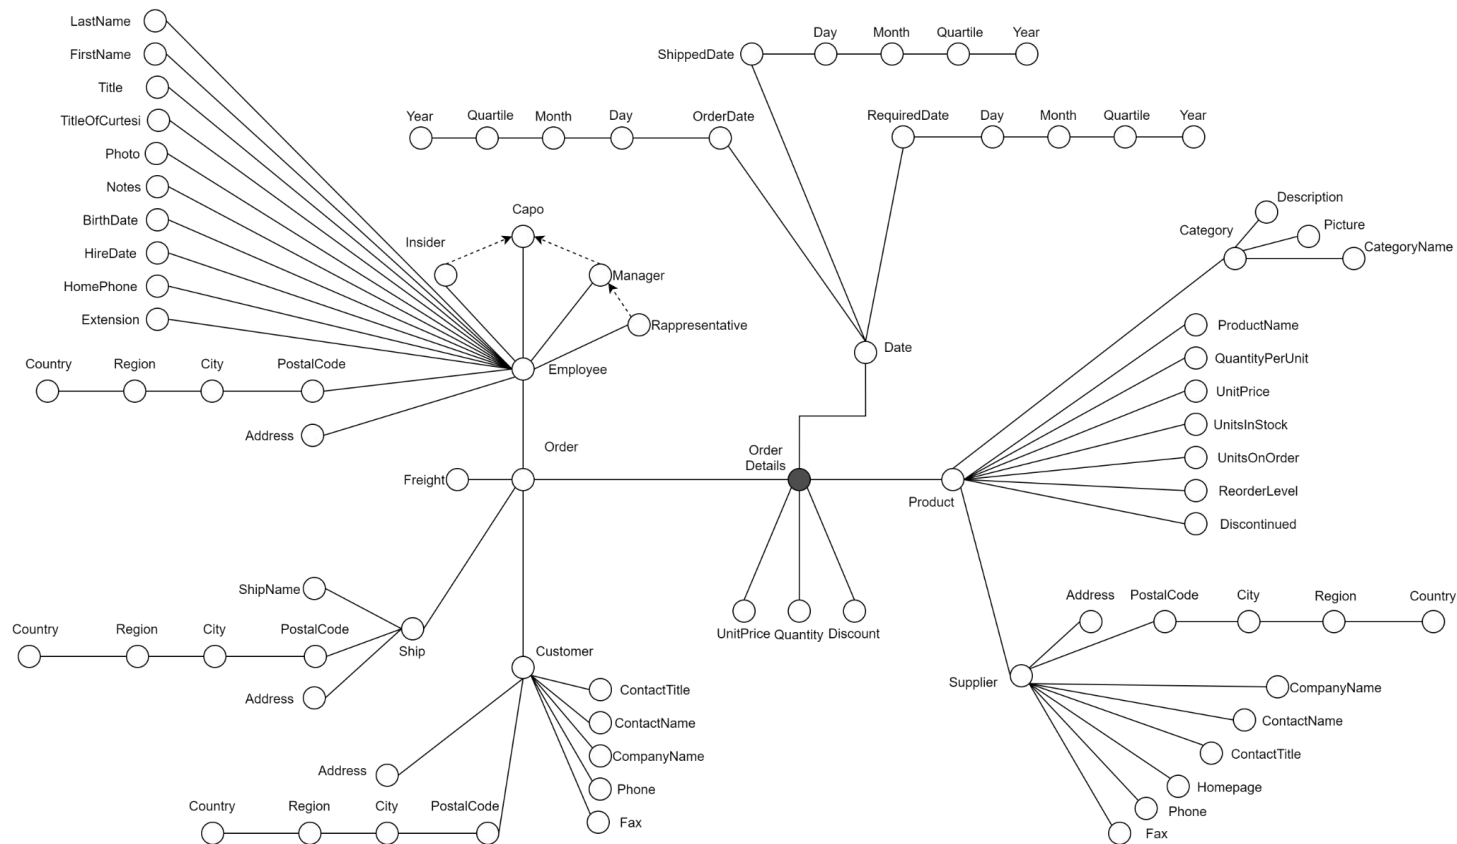 LastName
FirstName
Title
TitleOfCurtesi
Photo
Notes
BirthDate
HireDate
HomePhone
Extension
Country Region City PostalCode
Address
Capo
Insider
Manager
Rappresentative
Employee
ShippedDate Day Month Quartile Year
Year Quartile Month Day OrderDate
RequiredDate Day Month Quartile Year
Date
Description
Category
Picture
CategoryName
ProductName
QuantityPerUnit
UnitPrice
UnitsInStock
UnitsOnOrder
ReorderLevel
Discontinued
Order
Freight
Order
Details
Product
UnitPrice Quantity Discount
ShipName
Country Region City PostalCode
Ship
Address
Customer
ContactTitle
ContactName
CompanyName
Phone
Fax
Address
Country Region City PostalCode
Address PostalCode City Region Country
Supplier
CompanyName
ContactName
ContactTitle
Homepage
Phone
Fax